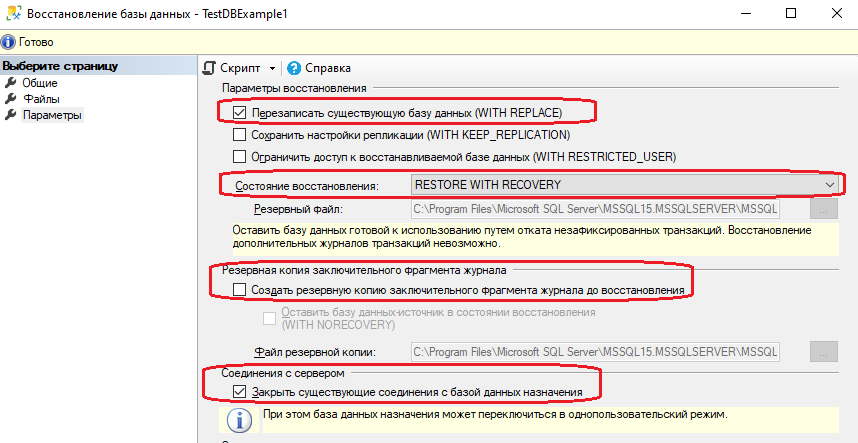 Восстановление базы данных - TestDBExample1
Готово
Выберите страницу
Общие
Файлы
Параметры
Скрипт
Справка
Параметры восстановления
Перезаписать существующую базу данных (WITH REPLACE)
Сохранить настройки репликации (WITH KEEP_REPLICATION)
Ограничить доступ к восстанавливаемой базе данных (WITH RESTRICTED_USER)
Состояние восстановления: RESTORE WITH RECOVERY
Резервный файл: C:\Program Files\Microsoft SQL Server\MSSQL15.MSSQLSERVER\MSSQL ...
Оставить базу данных готовой к использованию путем отката незафиксированных транзакций. Восстановление
дополнительных журналов транзакций невозможно.
Резервная копия заключительного фрагмента журнала
Создать резервную копию заключительного фрагмента журнала до восстановления
Оставить базу данных-источник в состоянии восстановления
(WITH NORECOVERY)
Файл резервной копии: C:\Program Files\Microsoft SQL Server\MSSQL15.MSSQLSERVER\MSSQL ...
Соединения с сервером
Закрыть существующие соединения с базой данных назначения
При этом база данных назначения может переключиться в однопользовательский режим.